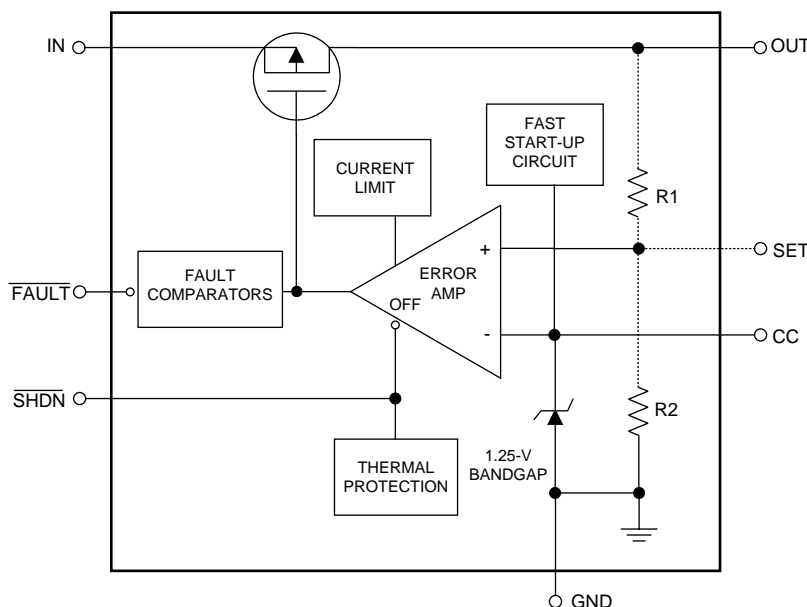 IN
OUT
FAST
START-UP
CIRCUIT
CURRENT
LIMIT
R1
+
SET
FAULT
FAULT
COMPARATORS
ERROR
AMP
OFF
-
CC
SHDN
R2
THERMAL
PROTECTION
1.25-V
BANDGAP
GND